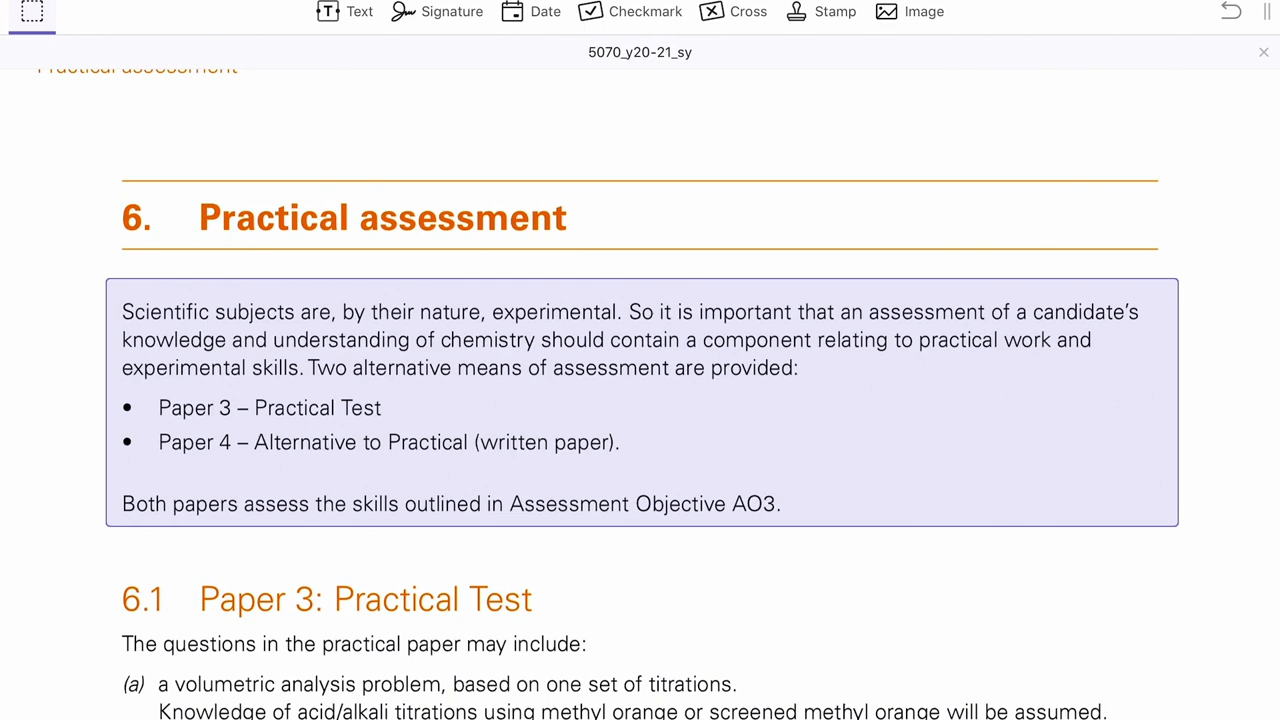 Text Signature Date Checkmark Cross Stamp Image
5070_y20-21_sy
Practical assessment
6. Practical assessment
Scientific subjects are, by their nature, experimental. So it is important that an assessment of a candidate's
knowledge and understanding of chemistry should contain a component relating to practical work and
experimental skills. Two alternative means of assessment are provided:
• Paper 3 – Practical Test
• Paper 4 – Alternative to Practical (written paper).
Both papers assess the skills outlined in Assessment Objective AO3.
6.1 Paper 3: Practical Test
The questions in the practical paper may include:
(a) a volumetric analysis problem, based on one set of titrations.
Knowledge of acid/alkali titrations using methyl orange or screened methyl orange will be assumed.